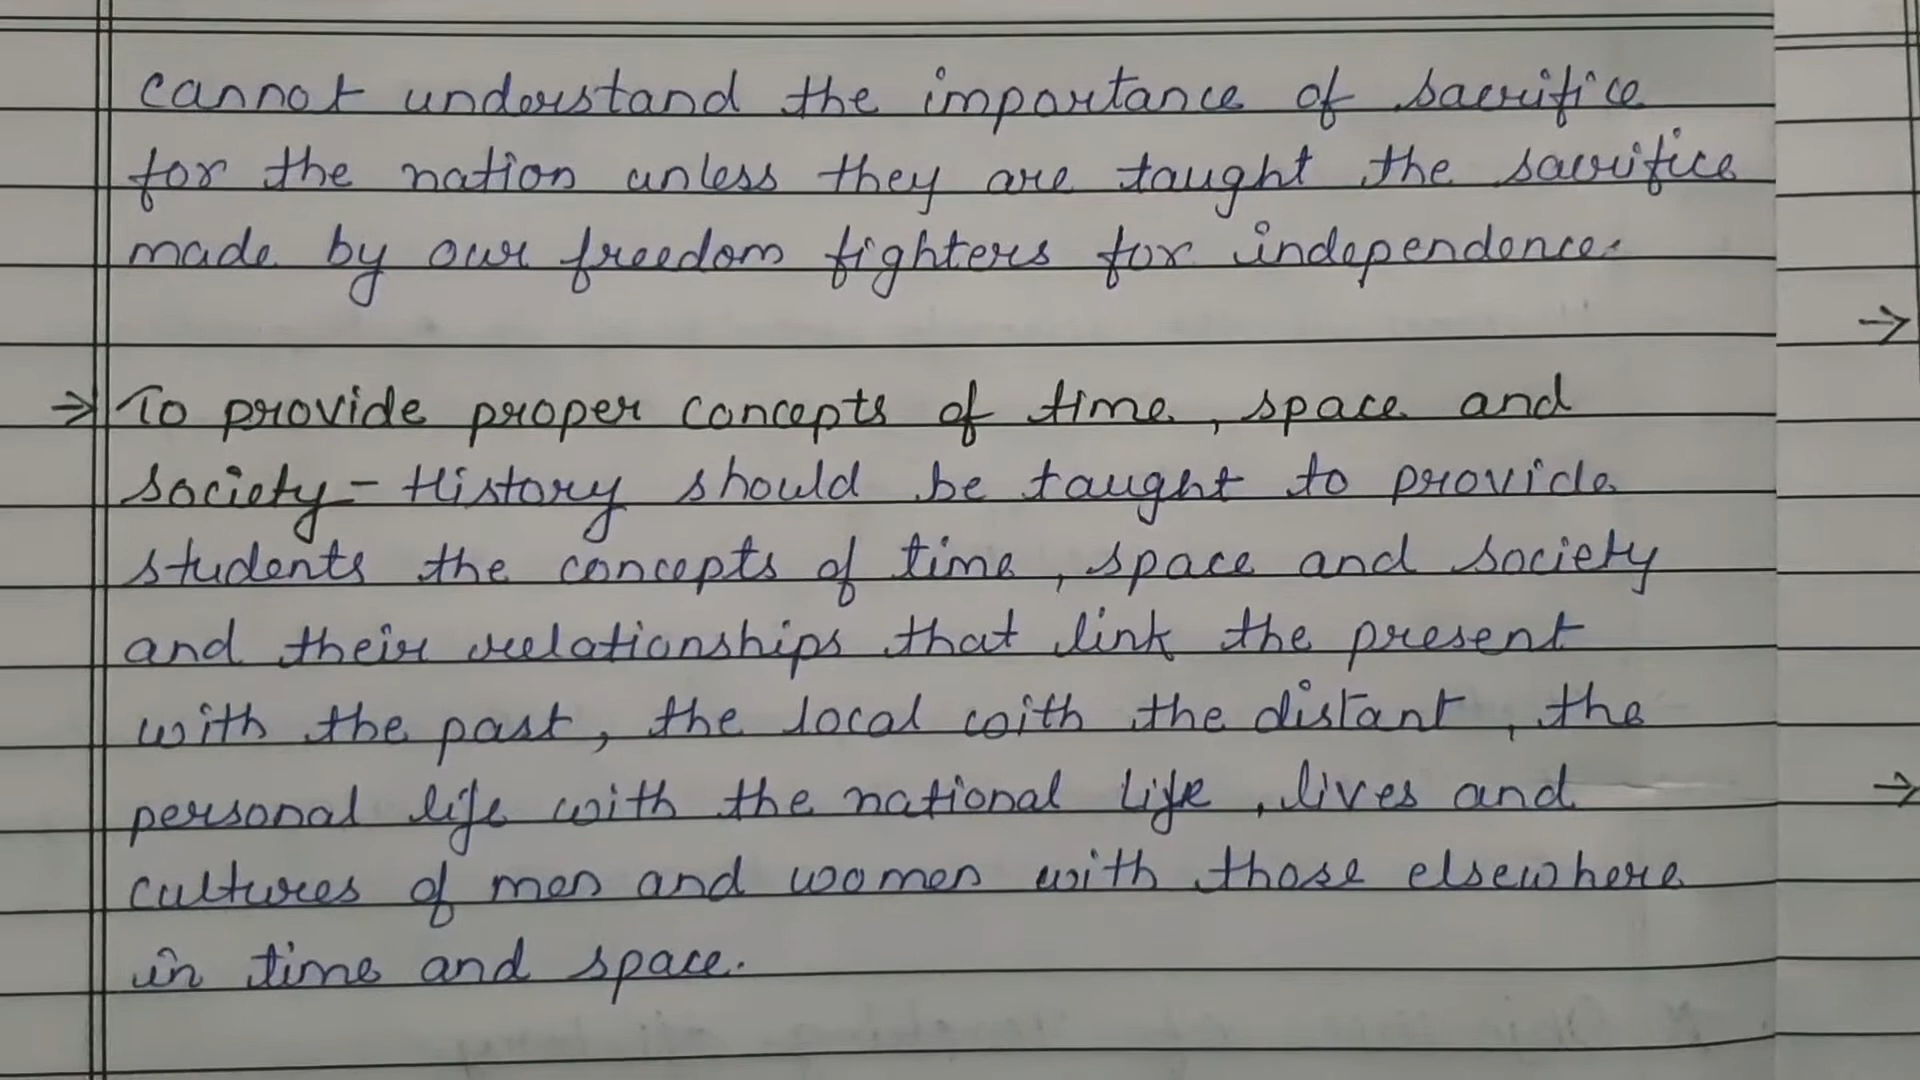 cannot understand the importance of sacrifice
for the nation unless they are taught the sacrifice
made by our freedom fighters for independence.
→
⇒ To provide proper concepts of time, space and
society - History should be taught to provide
students the concepts of time, space and society
and their relationships that link the present
with the past, the local with the distant, the
personal life with the national life, lives and
→
cultures of men and women with those elsewhere
in time and space.